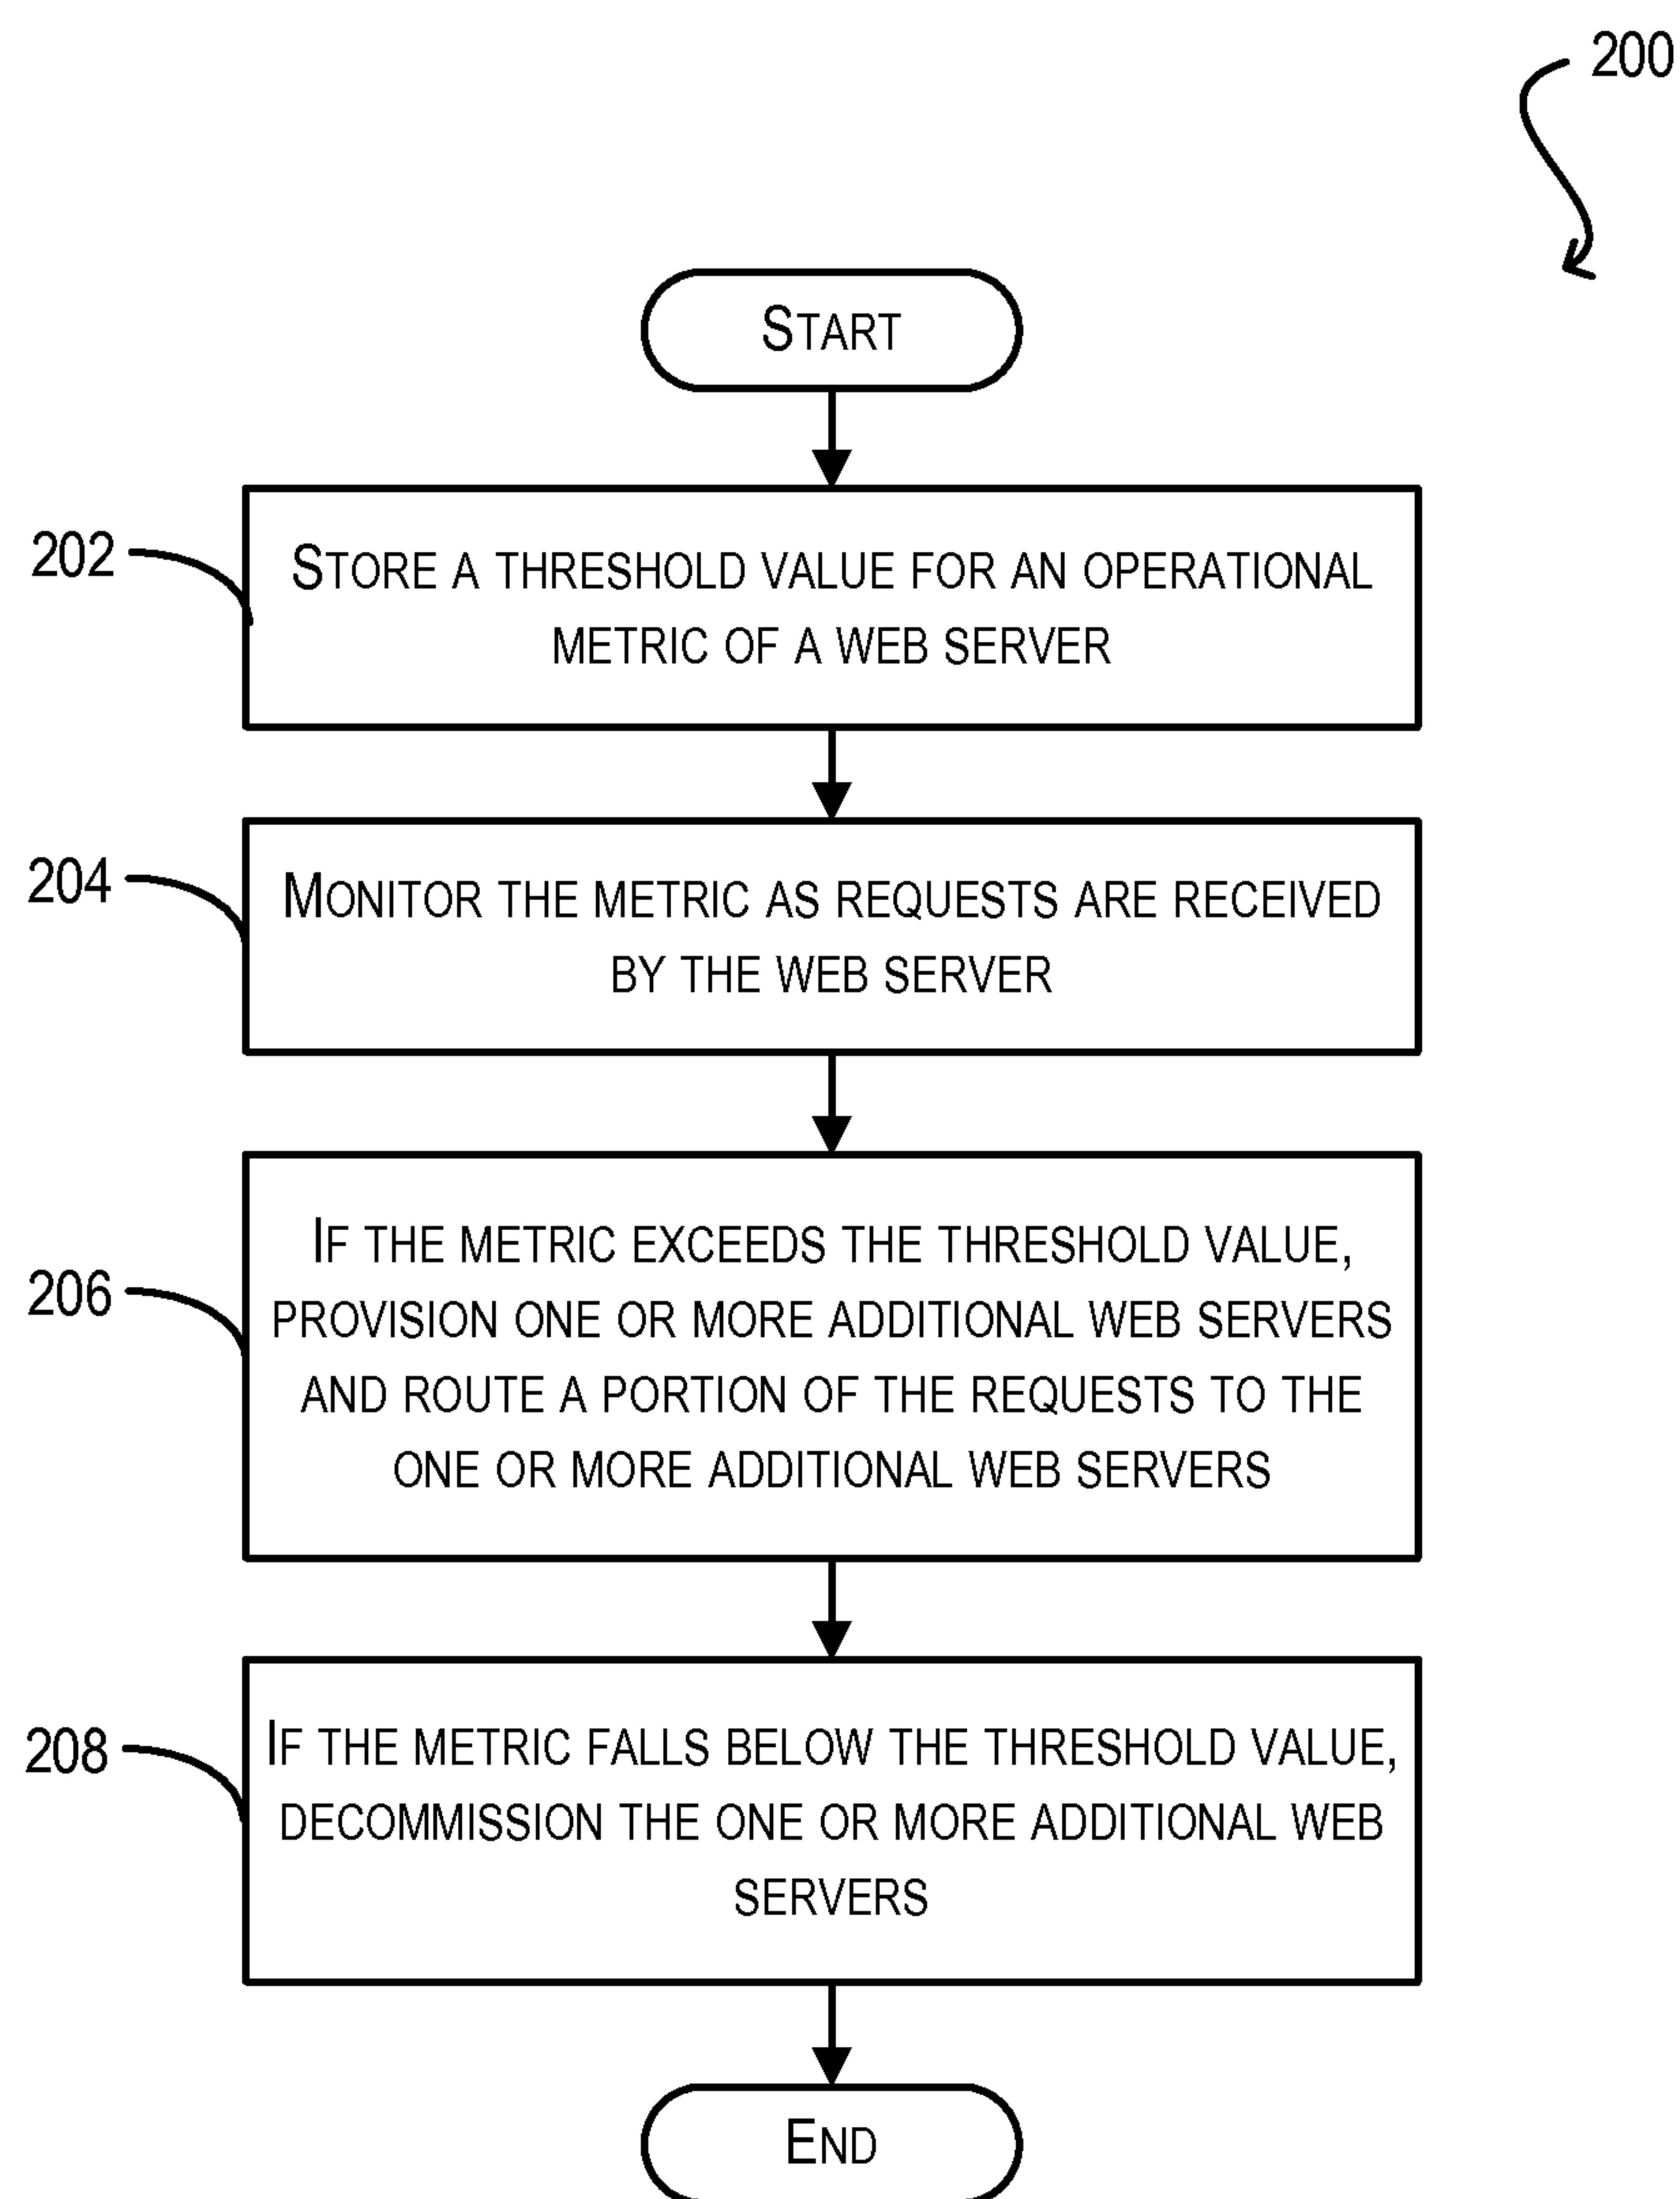 200
START
202
STORE A THRESHOLD VALUE FOR AN OPERATIONAL
METRIC OF A WEB SERVER
204
MONITOR THE METRIC AS REQUESTS ARE RECEIVED
BY THE WEB SERVER
206
IF THE METRIC EXCEEDS THE THRESHOLD VALUE,
PROVISION ONE OR MORE ADDITIONAL WEB SERVERS
AND ROUTE A PORTION OF THE REQUESTS TO THE
ONE OR MORE ADDITIONAL WEB SERVERS
208
IF THE METRIC FALLS BELOW THE THRESHOLD VALUE,
DECOMMISSION THE ONE OR MORE ADDITIONAL WEB
SERVERS
END